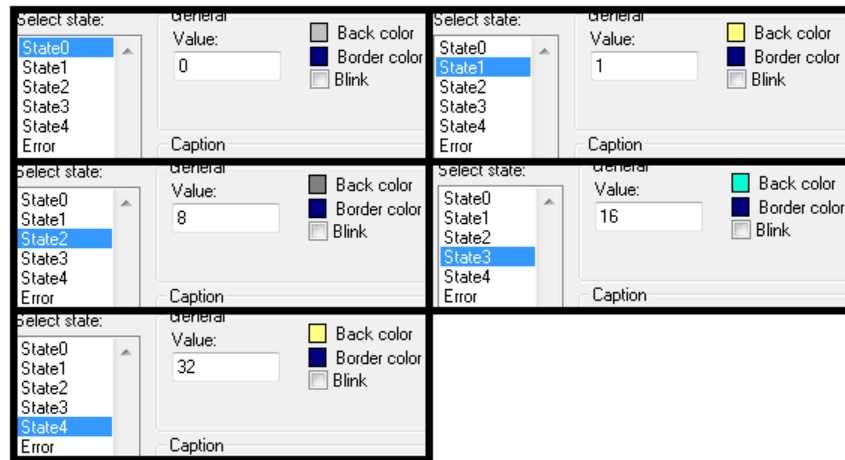 Select state:
General
State0
State1
State2
State3
State4
Error
Value:
0
Back color
Border color
Blink
Caption
Select state:
General
State0
State1
State2
State3
State4
Error
Value:
1
Back color
Border color
Blink
Caption
Select state:
General
State0
State1
State2
State3
State4
Error
Value:
8
Back color
Border color
Blink
Caption
Select state:
General
State0
State1
State2
State3
State4
Error
Value:
16
Back color
Border color
Blink
Caption
Select state:
General
State0
State1
State2
State3
State4
Error
Value:
32
Back color
Border color
Blink
Caption